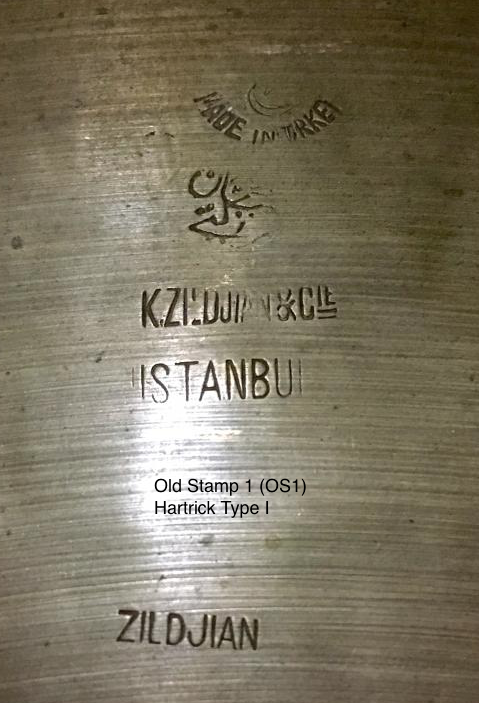 MADE IN TURKEY
K.ZILDJIAN & CIE
ISTANBUL
Old Stamp 1 (OS1)
Hartrick Type I
ZILDJIAN